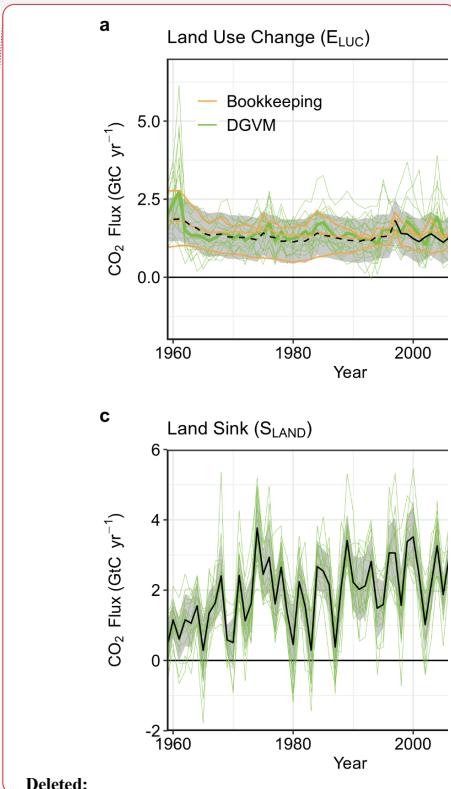 a
Land Use Change (E_LUC)
CO₂ Flux (GtC yr⁻¹)
5.0
2.5
0.0
Bookkeeping
DGVM
1960 1980 2000
Year
c
Land Sink (S_LAND)
CO₂ Flux (GtC yr⁻¹)
6
4
2
0
-2
1960 1980 2000
Year
Deleted: